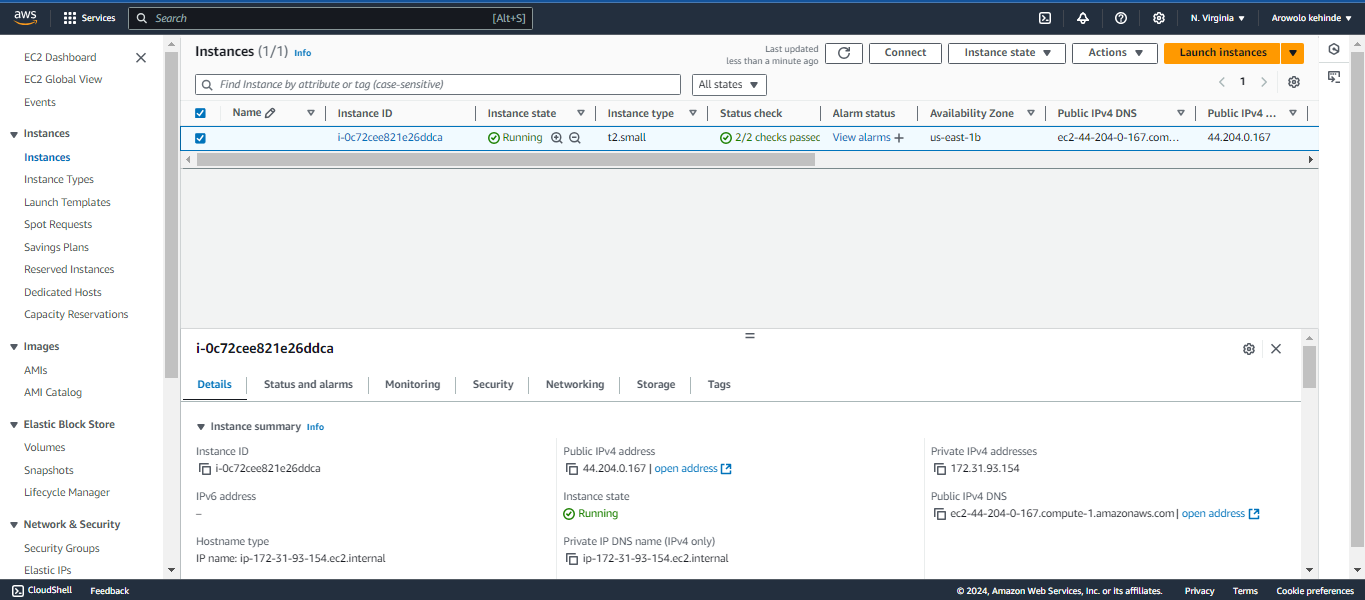 aws Services Search [Alt+S] N. Virginia Arowolo kehinde
EC2 Dashboard
EC2 Global View
Events
Instances
Instances
Instance Types
Launch Templates
Spot Requests
Savings Plans
Reserved Instances
Dedicated Hosts
Capacity Reservations
Images
AMIs
AMI Catalog
Elastic Block Store
Volumes
Snapshots
Lifecycle Manager
Network & Security
Security Groups
Elastic IPs
Instances (1/1) Info
Last updated
less than a minute ago
Connect Instance state Actions Launch instances
Find Instance by attribute or tag (case-sensitive) All states 1
Name Instance ID Instance state Instance type Status check Alarm status Availability Zone Public IPv4 DNS Public IPv4 ...
i-0c72cee821e26ddca Running t2.small 2/2 checks passed View alarms + us-east-1b ec2-44-204-0-167.com... 44.204.0.167
i-0c72cee821e26ddca
Details Status and alarms Monitoring Security Networking Storage Tags
Instance summary Info
Instance ID
i-0c72cee821e26ddca
Public IPv4 address
44.204.0.167 | open address
Private IPv4 addresses
172.31.93.154
IPv6 address
–
Instance state
Running
Public IPv4 DNS
ec2-44-204-0-167.compute-1.amazonaws.com | open address
Hostname type
IP name: ip-172-31-93-154.ec2.internal
Private IP DNS name (IPv4 only)
ip-172-31-93-154.ec2.internal
CloudShell Feedback © 2024, Amazon Web Services, Inc. or its affiliates. Privacy Terms Cookie preferences